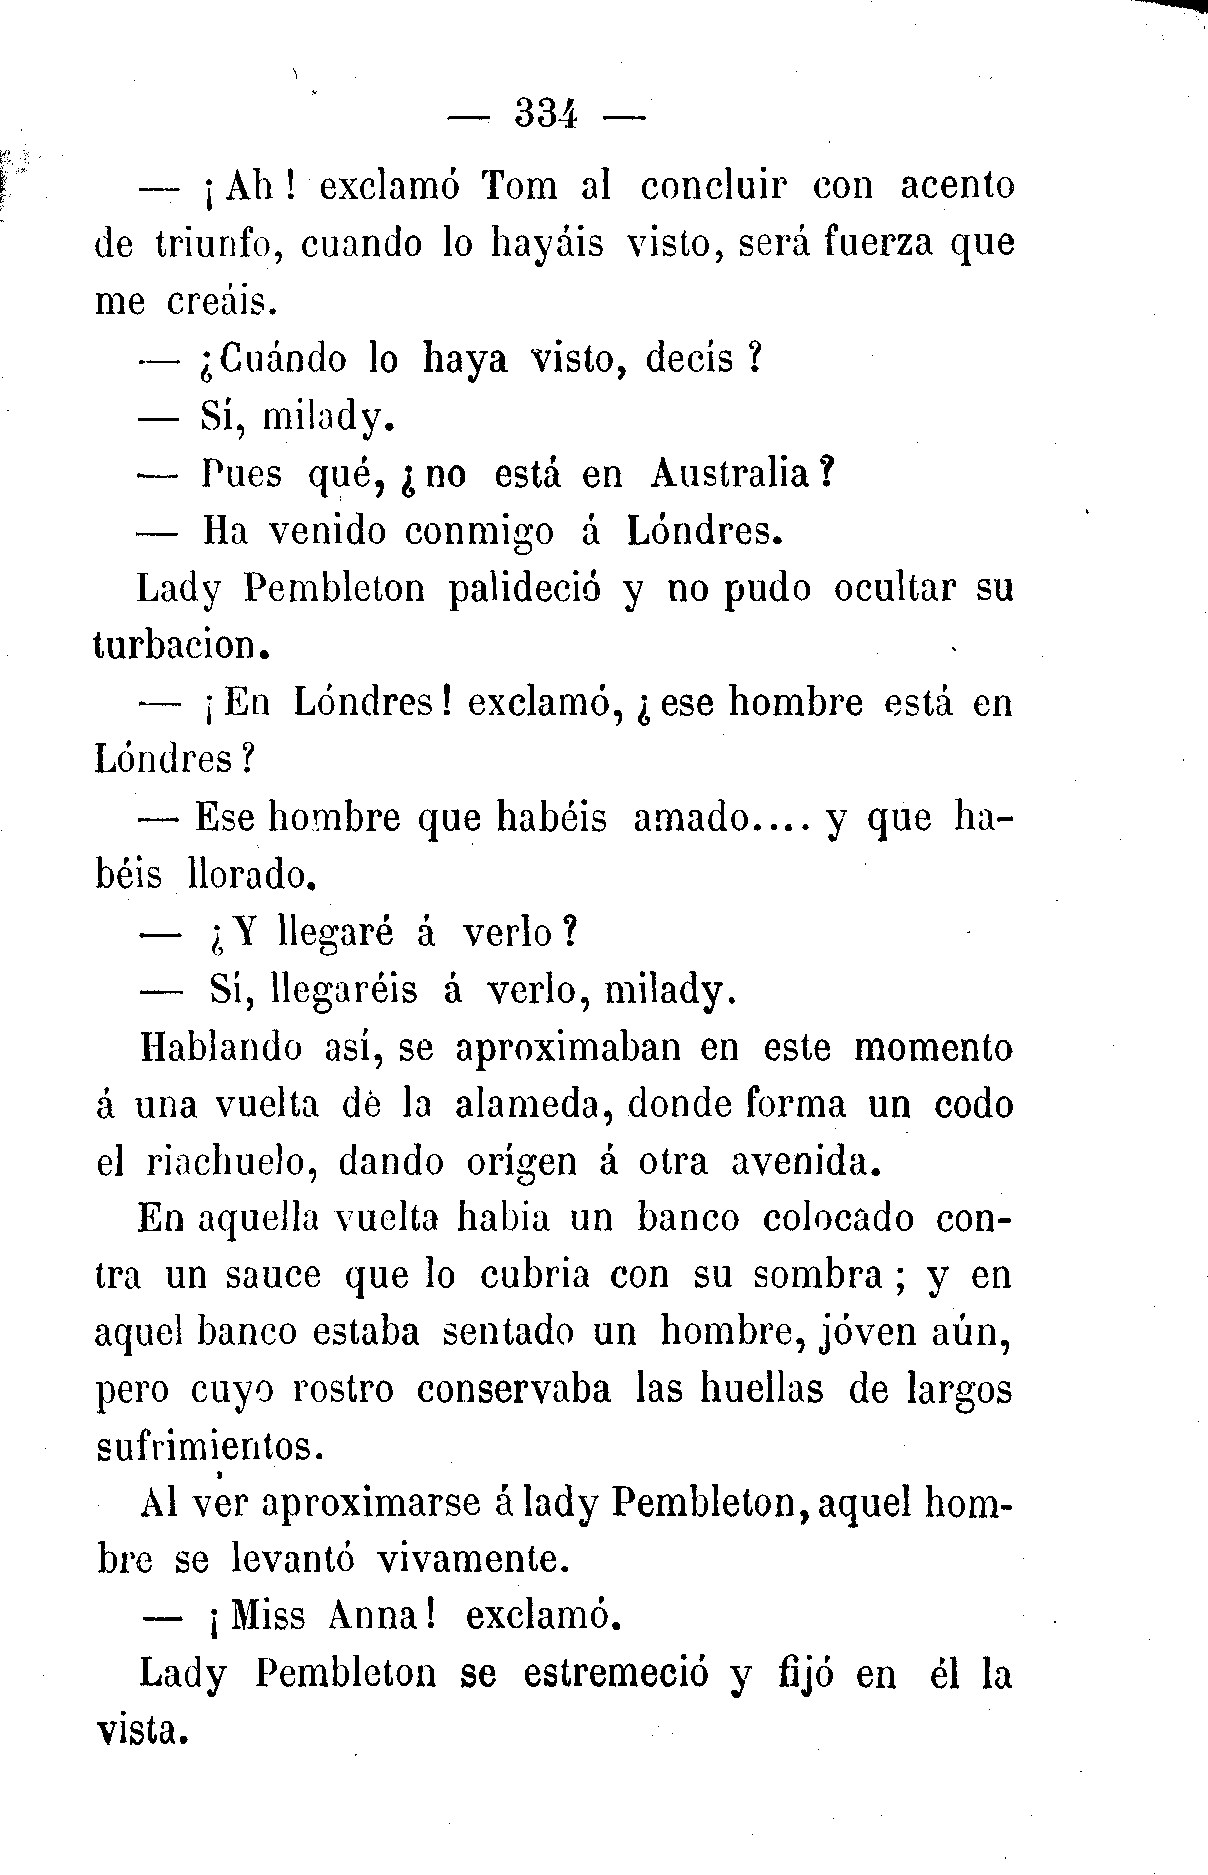 — 334 —
— ¡ Ah ! exclamó Tom al concluir con acento
de triunfo, cuando lo hayáis visto, será fuerza que
me creáis.
— ¿Cuándo lo haya visto, decís ?
— Sí, milady.
— Pues qué, ¿ no está en Australia ?
— Ha venido conmigo á Lóndres.
Lady Pembleton palideció y no pudo ocultar su
turbacion.
— ¡ En Lóndres ! exclamó, ¿ ese hombre está en
Lóndres ?
— Ese hombre que habéis amado.... y que ha-
béis llorado.
— ¿ Y llegaré á verlo ?
— Sí, llegaréis á verlo, milady.
Hablando así, se aproximaban en este momento
á una vuelta de la alameda, donde forma un codo
el riachuelo, dando orígen á otra avenida.
En aquella vuelta habia un banco colocado con-
tra un sauce que lo cubria con su sombra ; y en
aquel banco estaba sentado un hombre, jóven aún,
pero cuyo rostro conservaba las huellas de largos
sufrimientos.
Al ver aproximarse á lady Pembleton, aquel hom-
bre se levantó vivamente.
— ¡ Miss Anna ! exclamó.
Lady Pembleton se estremeció y fijó en él la
vista.